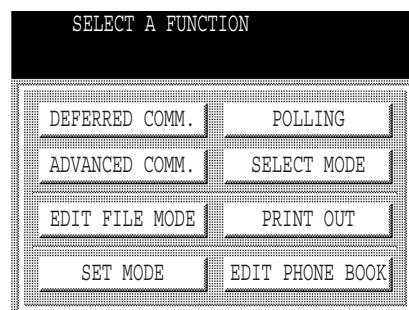 SELECT A FUNCTION
DEFERRED COMM. POLLING
ADVANCED COMM. SELECT MODE
EDIT FILE MODE PRINT OUT
SET MODE EDIT PHONE BOOK